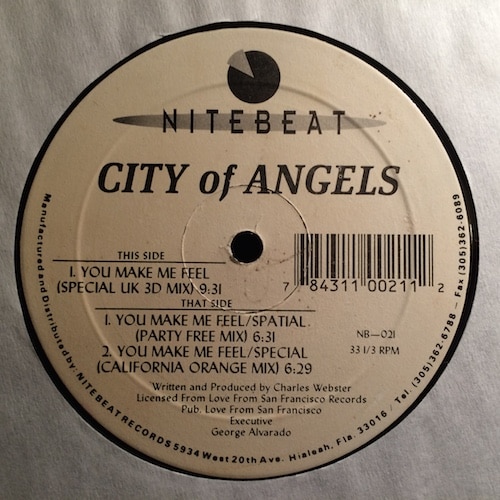 NITEBEAT
CITY of ANGELS
THIS SIDE
1. YOU MAKE ME FEEL
(SPECIAL UK 3D MIX) 9:31
THAT SIDE
1. YOU MAKE ME FEEL/SPATIAL
(PARTY FREE MIX) 6:31
2. YOU MAKE ME FEEL/SPECIAL
(CALIFORNIA ORANGE MIX) 6:29
7 84311 00211 2
NB—021
33 1/3 RPM
Written and Produced by Charles Webster
Licensed From Love From San Francisco Records
Pub. Love From San Francisco
Executive
George Alvarado
Manufactured and Distributed by: NITEBEAT RECORDS 5934 West 20th Ave. Hialeah, Fla. 33016 - Tel. (305)362-6788 - Fax (305)362-6089